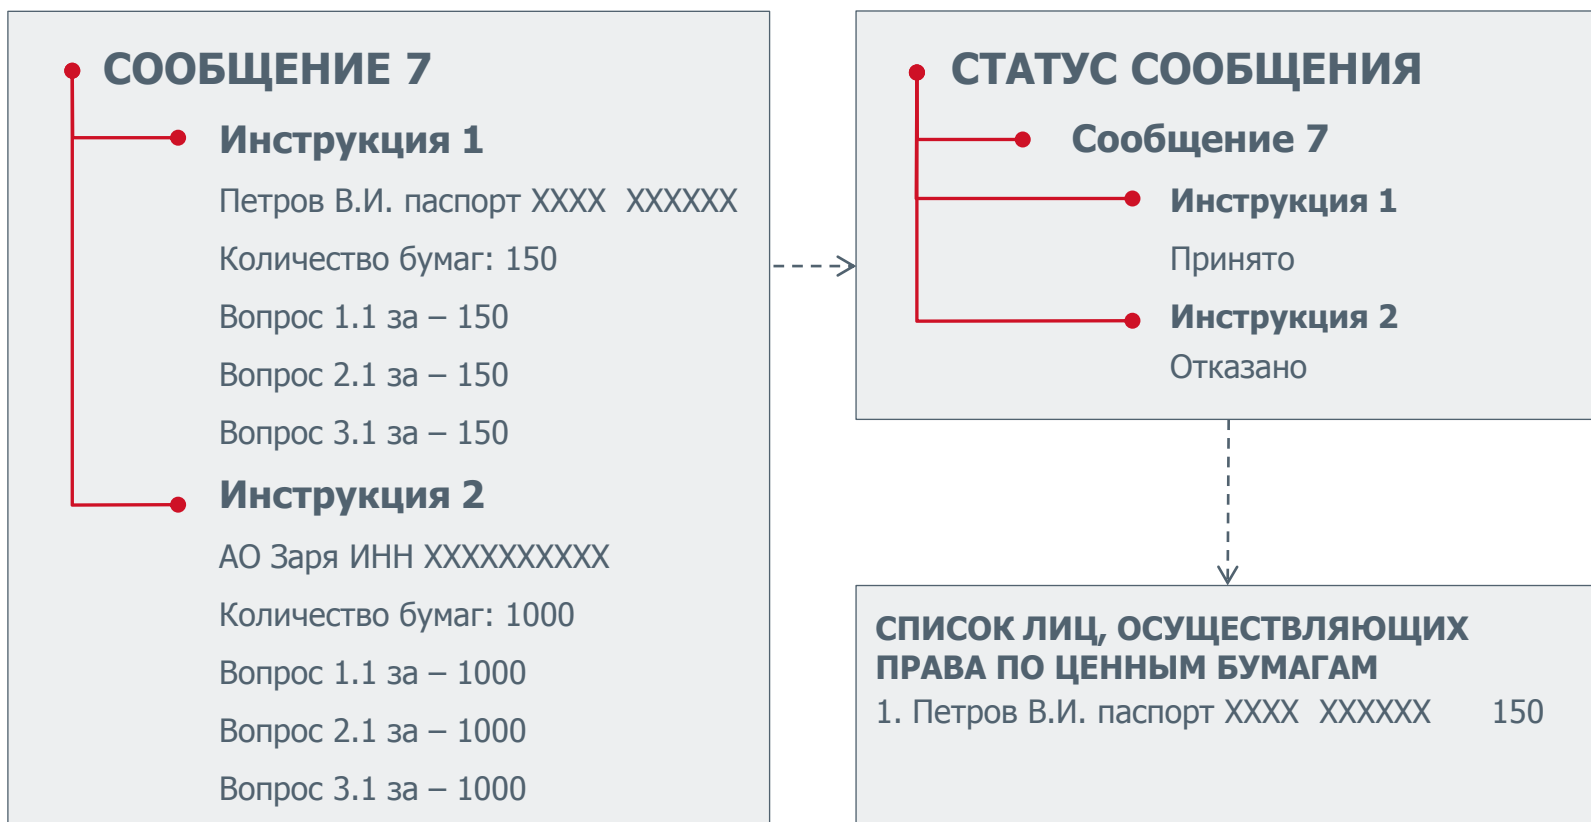 СООБЩЕНИЕ 7
Инструкция 1
Петров В.И. паспорт XXXX XXXXXX
Количество бумаг: 150
Вопрос 1.1 за – 150
Вопрос 2.1 за – 150
Вопрос 3.1 за – 150
Инструкция 2
АО Заря ИНН XXXXXXXXXX
Количество бумаг: 1000
Вопрос 1.1 за – 1000
Вопрос 2.1 за – 1000
Вопрос 3.1 за – 1000
СТАТУС СООБЩЕНИЯ
Сообщение 7
Инструкция 1
Принято
Инструкция 2
Отказано
СПИСОК ЛИЦ, ОСУЩЕСТВЛЯЮЩИХ
ПРАВА ПО ЦЕННЫМ БУМАГАМ
1. Петров В.И. паспорт XXXX XXXXXX 150